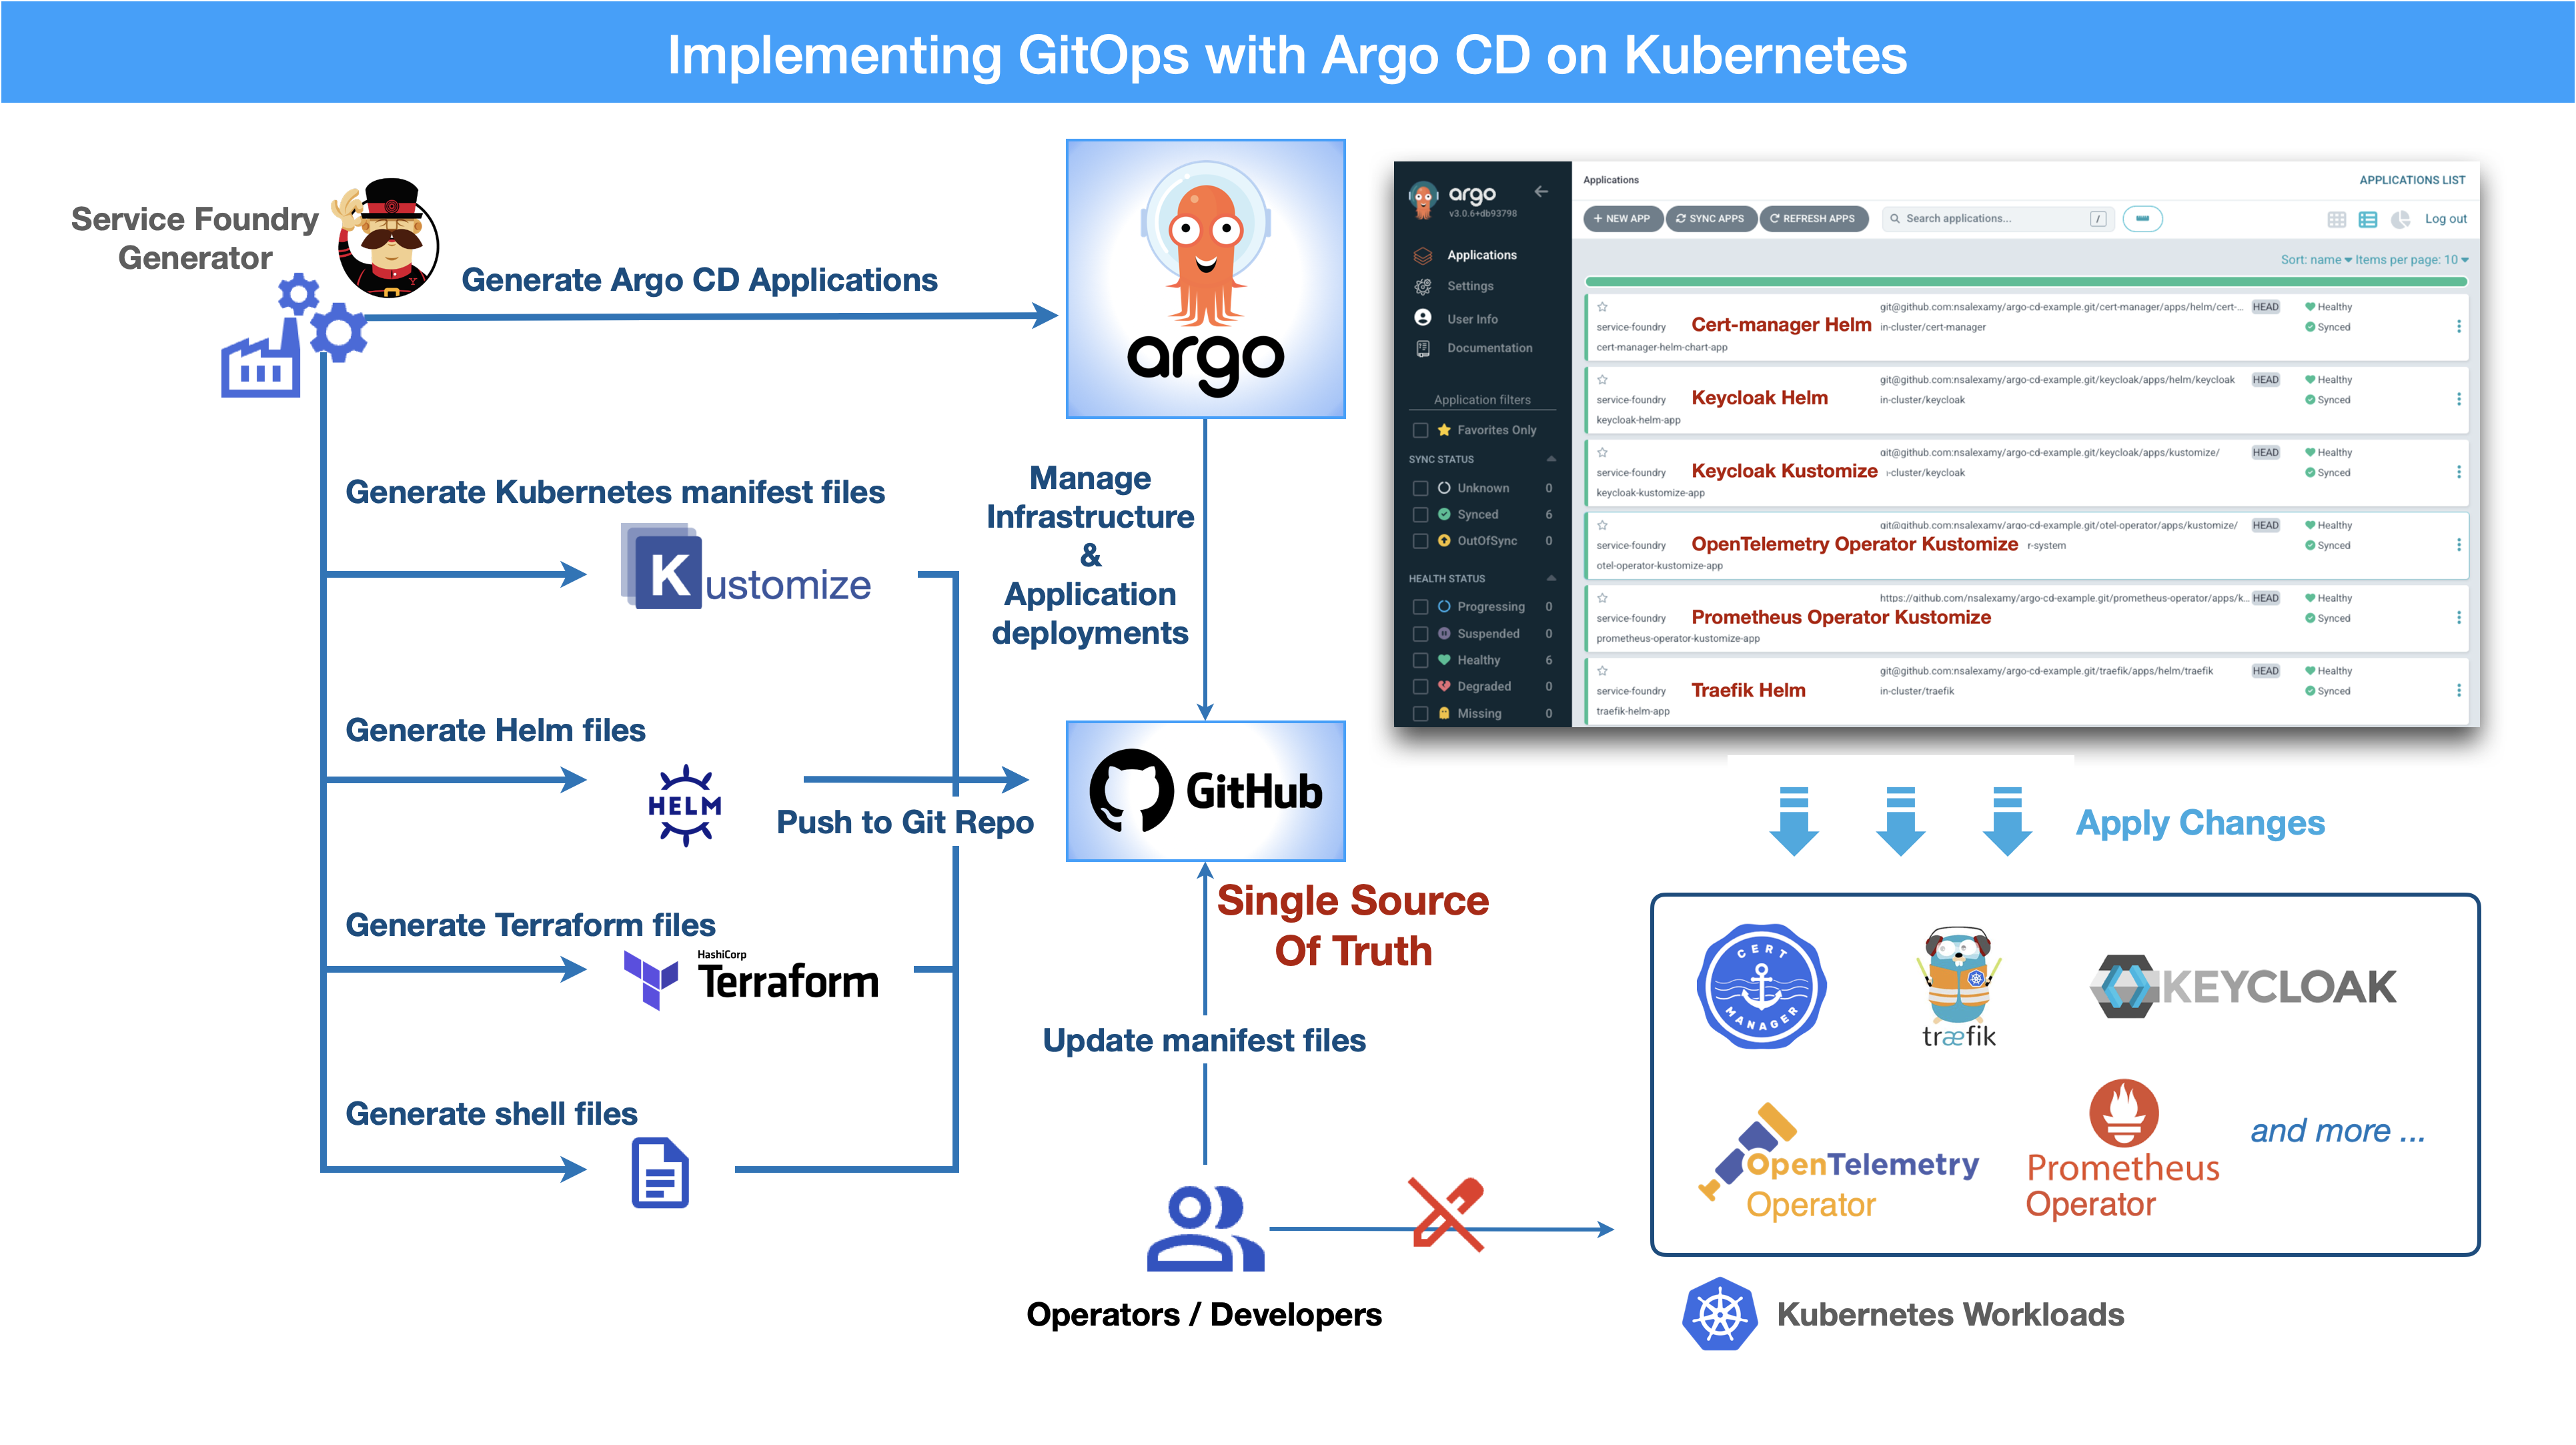 Implementing GitOps with Argo CD on Kubernetes
Service Foundry
Generator
Generate Argo CD Applications
argo
Generate Kubernetes manifest files
Kustomize
Manage
Infrastructure
&
Application
deployments
Generate Helm files
HELM
Push to Git Repo
GitHub
Generate Terraform files
HashiCorp
Terraform
Single Source
Of Truth
Update manifest files
Generate shell files
Operators / Developers
argo
v3.0.6+db93798
Applications
Settings
User Info
Documentation
Application filters
Favorites Only
SYNC STATUS
Unknown 0
Synced 6
OutOfSync 0
HEALTH STATUS
Progressing 0
Suspended 0
Healthy 6
Degraded 0
Missing 0
Applications
APPLICATIONS LIST
+ NEW APP
SYNC APPS
REFRESH APPS
Search applications...
/
Log out
Sort: name Items per page: 10
git@github.com:nsalexamy/argo-cd-example.git/cert-manager/apps/helm/cert-... HEAD Healthy
service-foundry Cert-manager Helm in-cluster/cert-manager Synced
cert-manager-helm-chart-app
git@github.com:nsalexamy/argo-cd-example.git/keycloak/apps/helm/keycloak HEAD Healthy
service-foundry Keycloak Helm in-cluster/keycloak Synced
keycloak-helm-app
git@github.com:nsalexamy/argo-cd-example.git/keycloak/apps/kustomize/ HEAD Healthy
service-foundry Keycloak Kustomize -cluster/keycloak Synced
keycloak-kustomize-app
git@github.com:nsalexamy/argo-cd-example.git/otel-operator/apps/kustomize/ HEAD Healthy
service-foundry OpenTelemetry Operator Kustomize r-system Synced
otel-operator-kustomize-app
https://github.com/nsalexamy/argo-cd-example.git/prometheus-operator/apps/k... HEAD Healthy
service-foundry Prometheus Operator Kustomize Synced
prometheus-operator-kustomize-app
git@github.com:nsalexamy/argo-cd-example.git/traefik/apps/helm/traefik HEAD Healthy
service-foundry Traefik Helm in-cluster/traefik Synced
traefik-helm-app
Apply Changes
CERT
MANAGER
træfik
KEYCLOAK
OpenTelemetry
Operator
Prometheus
Operator
and more ...
Kubernetes Workloads